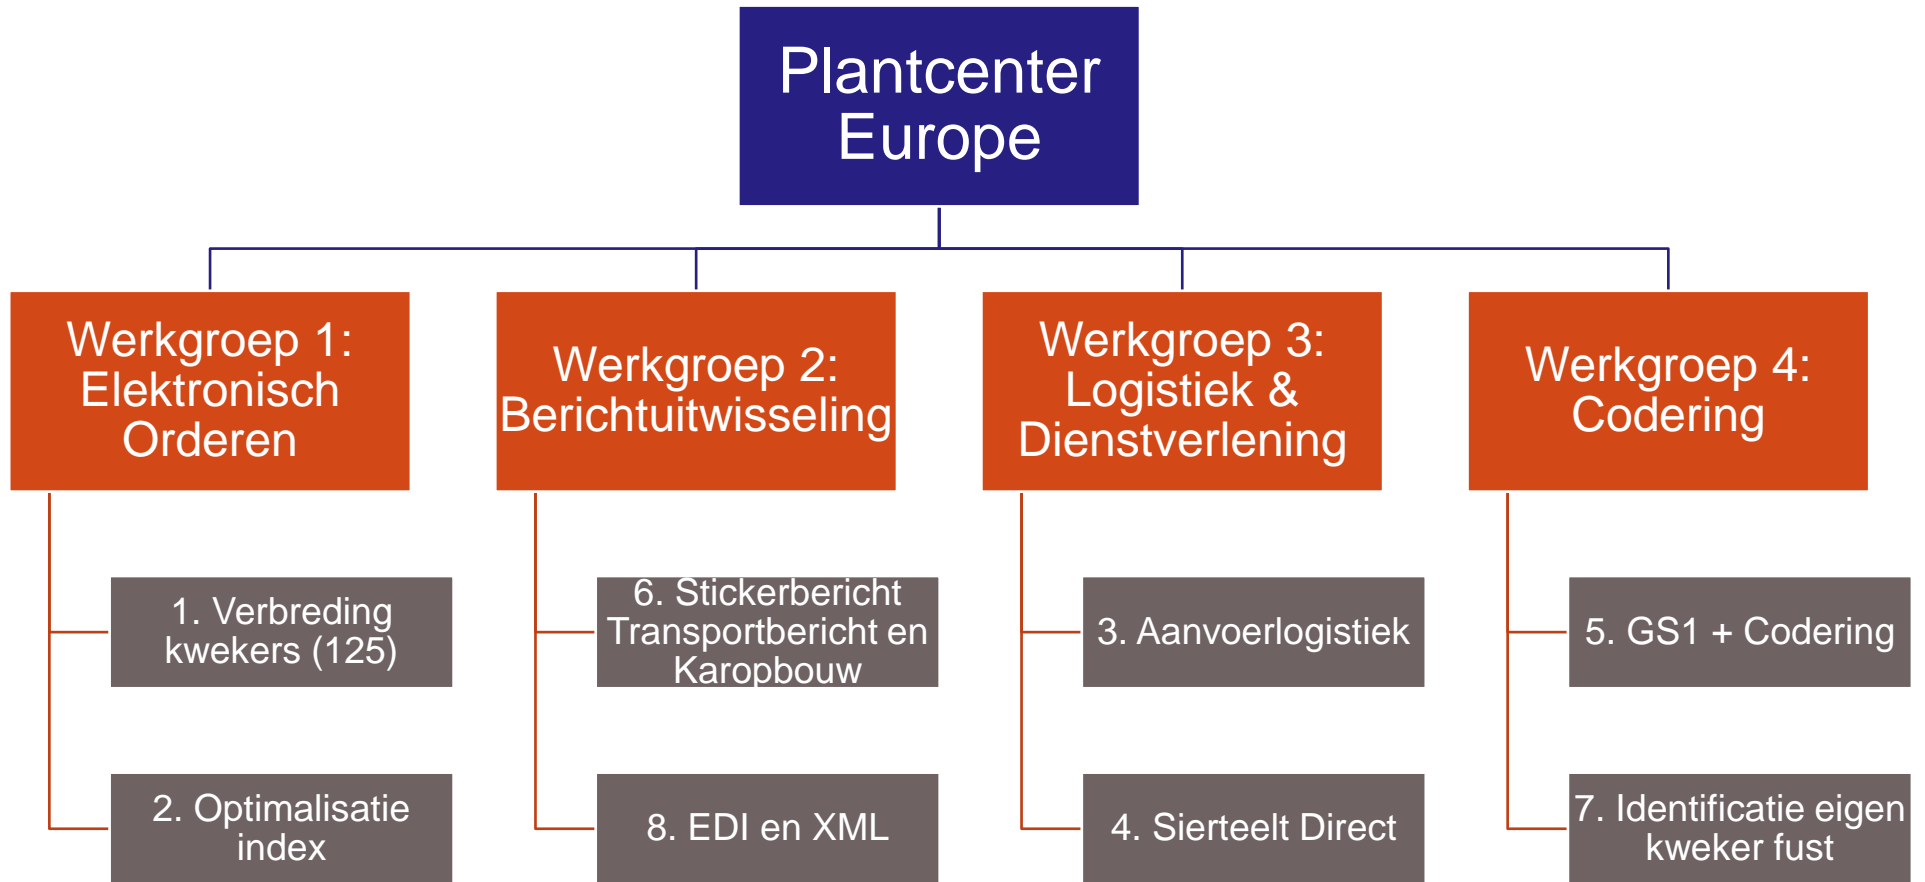 Plantcenter
Europe
Werkgroep 1:
Elektronisch
Orderen
Werkgroep 2:
Berichtuitwisseling
Werkgroep 3:
Logistiek &
Dienstverlening
Werkgroep 4:
Codering
1. Verbreding
kwekers (125)
6. Stickerbericht
Transportbericht en
Karopbouw
3. Aanvoerlogistiek
5. GS1 + Codering
2. Optimalisatie
index
8. EDI en XML
4. Sierteelt Direct
7. Identificatie eigen
kweker fust